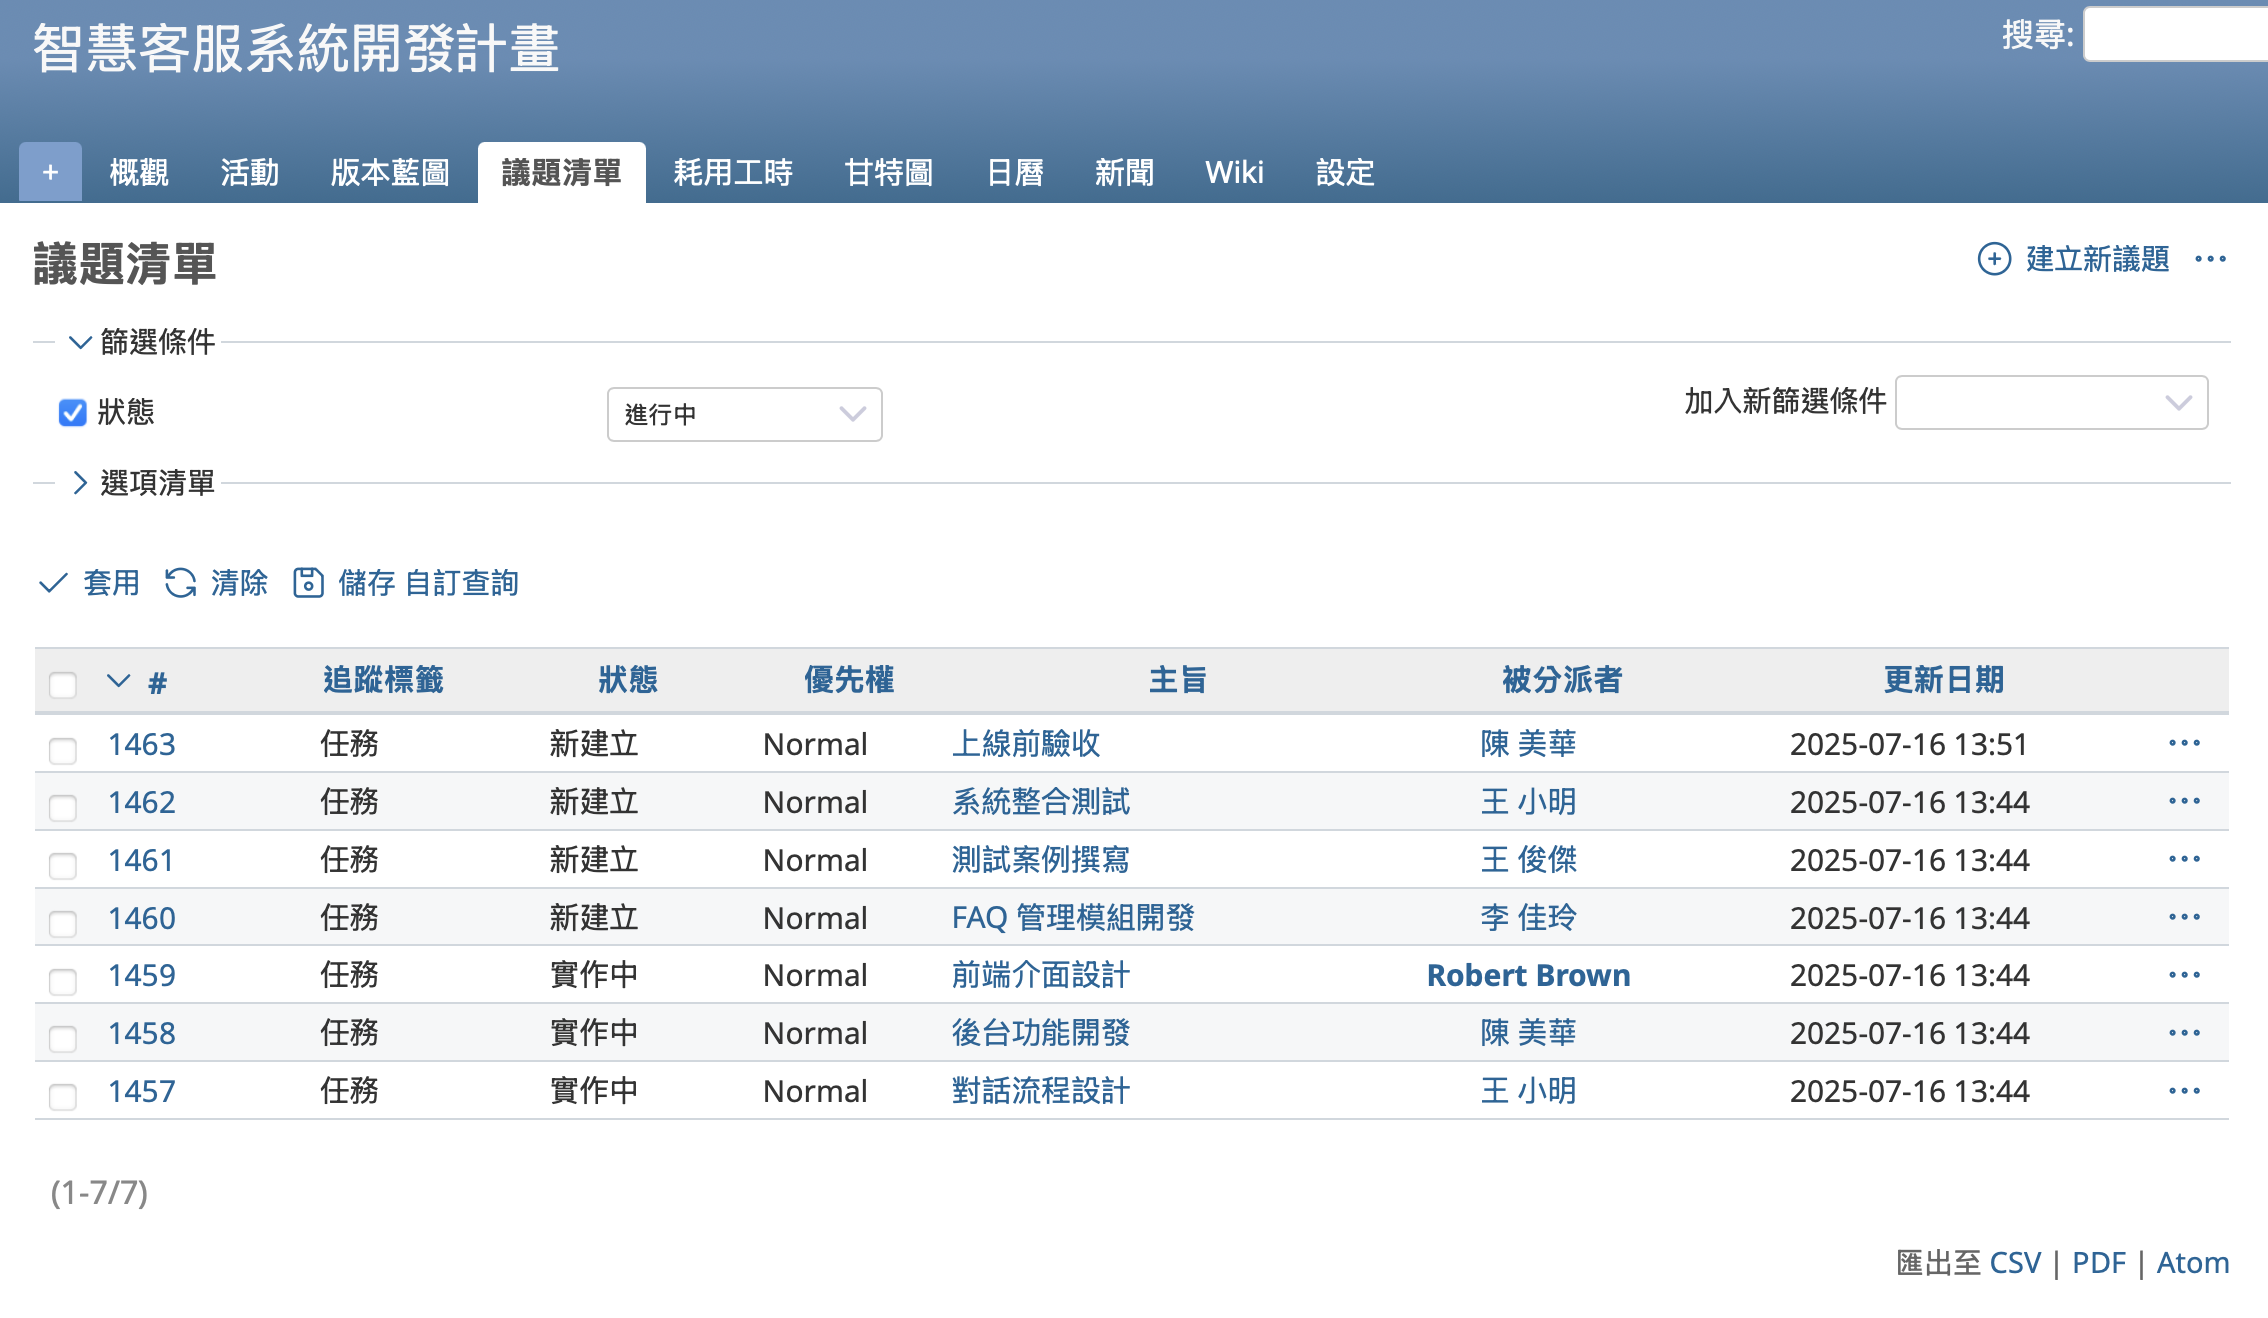 智慧客服系統開發計畫
搜尋:
+ 概觀 活動 版本藍圖 議題清單 耗用工時 甘特圖 日曆 新聞 Wiki 設定
議題清單
建立新議題
篩選條件
狀態 進行中 加入新篩選條件
選項清單
套用 清除 儲存 自訂查詢
# 追蹤標籤 狀態 優先權 主旨 被分派者 更新日期
1463 任務 新建立 Normal 上線前驗收 陳 美華 2025-07-16 13:51
1462 任務 新建立 Normal 系統整合測試 王 小明 2025-07-16 13:44
1461 任務 新建立 Normal 測試案例撰寫 王 俊傑 2025-07-16 13:44
1460 任務 新建立 Normal FAQ 管理模組開發 李 佳玲 2025-07-16 13:44
1459 任務 實作中 Normal 前端介面設計 Robert Brown 2025-07-16 13:44
1458 任務 實作中 Normal 後台功能開發 陳 美華 2025-07-16 13:44
1457 任務 實作中 Normal 對話流程設計 王 小明 2025-07-16 13:44
(1-7/7)
匯出至 CSV | PDF | Atom